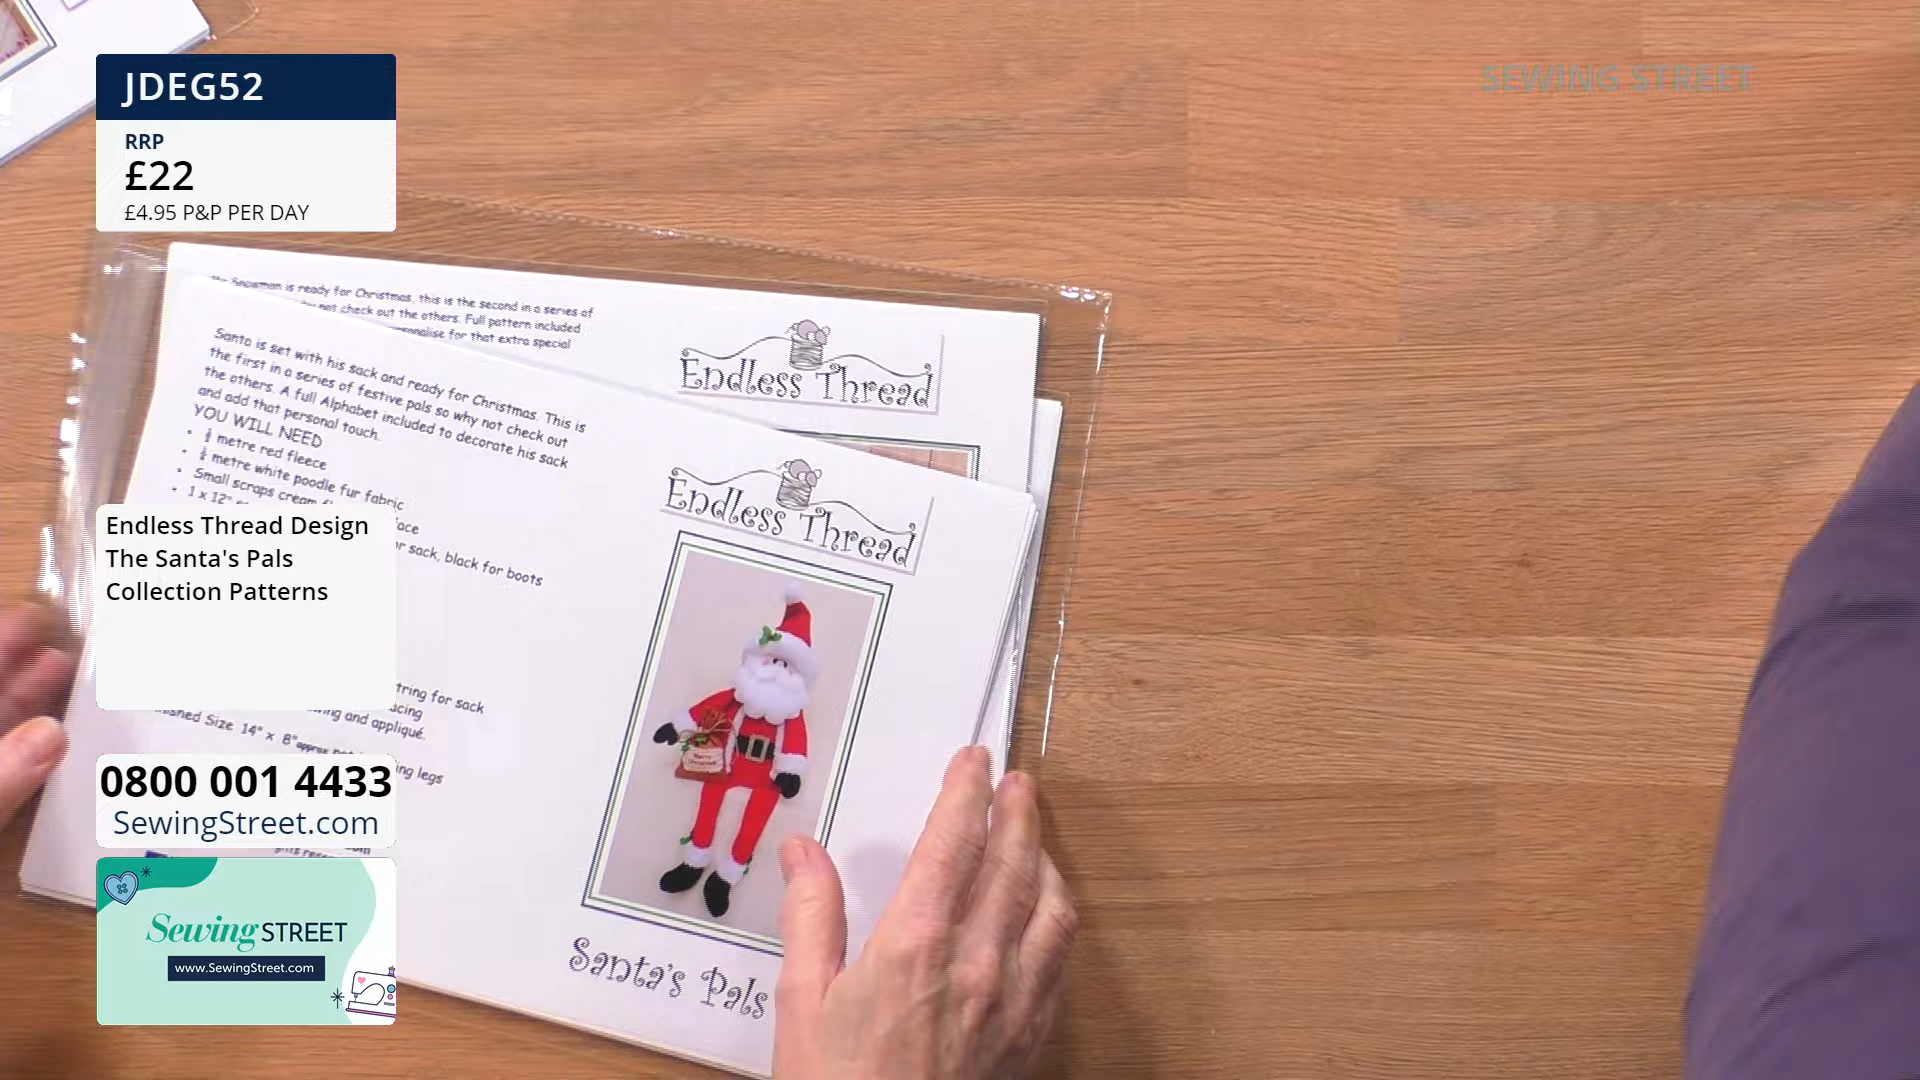 JDEG52
RRP
£22
£4.95 P&P PER DAY
SEWING STREET
Snowman is ready for Christmas, this is the second in a series of
not check out the others. Full pattern included
for that extra special
Endless Thread
Santa is set with his sack and ready for Christmas. This is
the first in a series of festive pals so why not check out
the others. A full Alphabet included to decorate his sack
and add that personal touch.
YOU WILL NEED
metre red fleece
metre white poodle fur fabric
Small scraps cream
face
1 x 12"
sack, black for boots
Endless Thread
Endless Thread Design
The Santa's Pals
Collection Patterns
string for sack
and appliqué.
Size 14" x 8" approx
legs
Santa's Pals
0800 001 4433
SewingStreet.com
Sewing STREET
www.SewingStreet.com